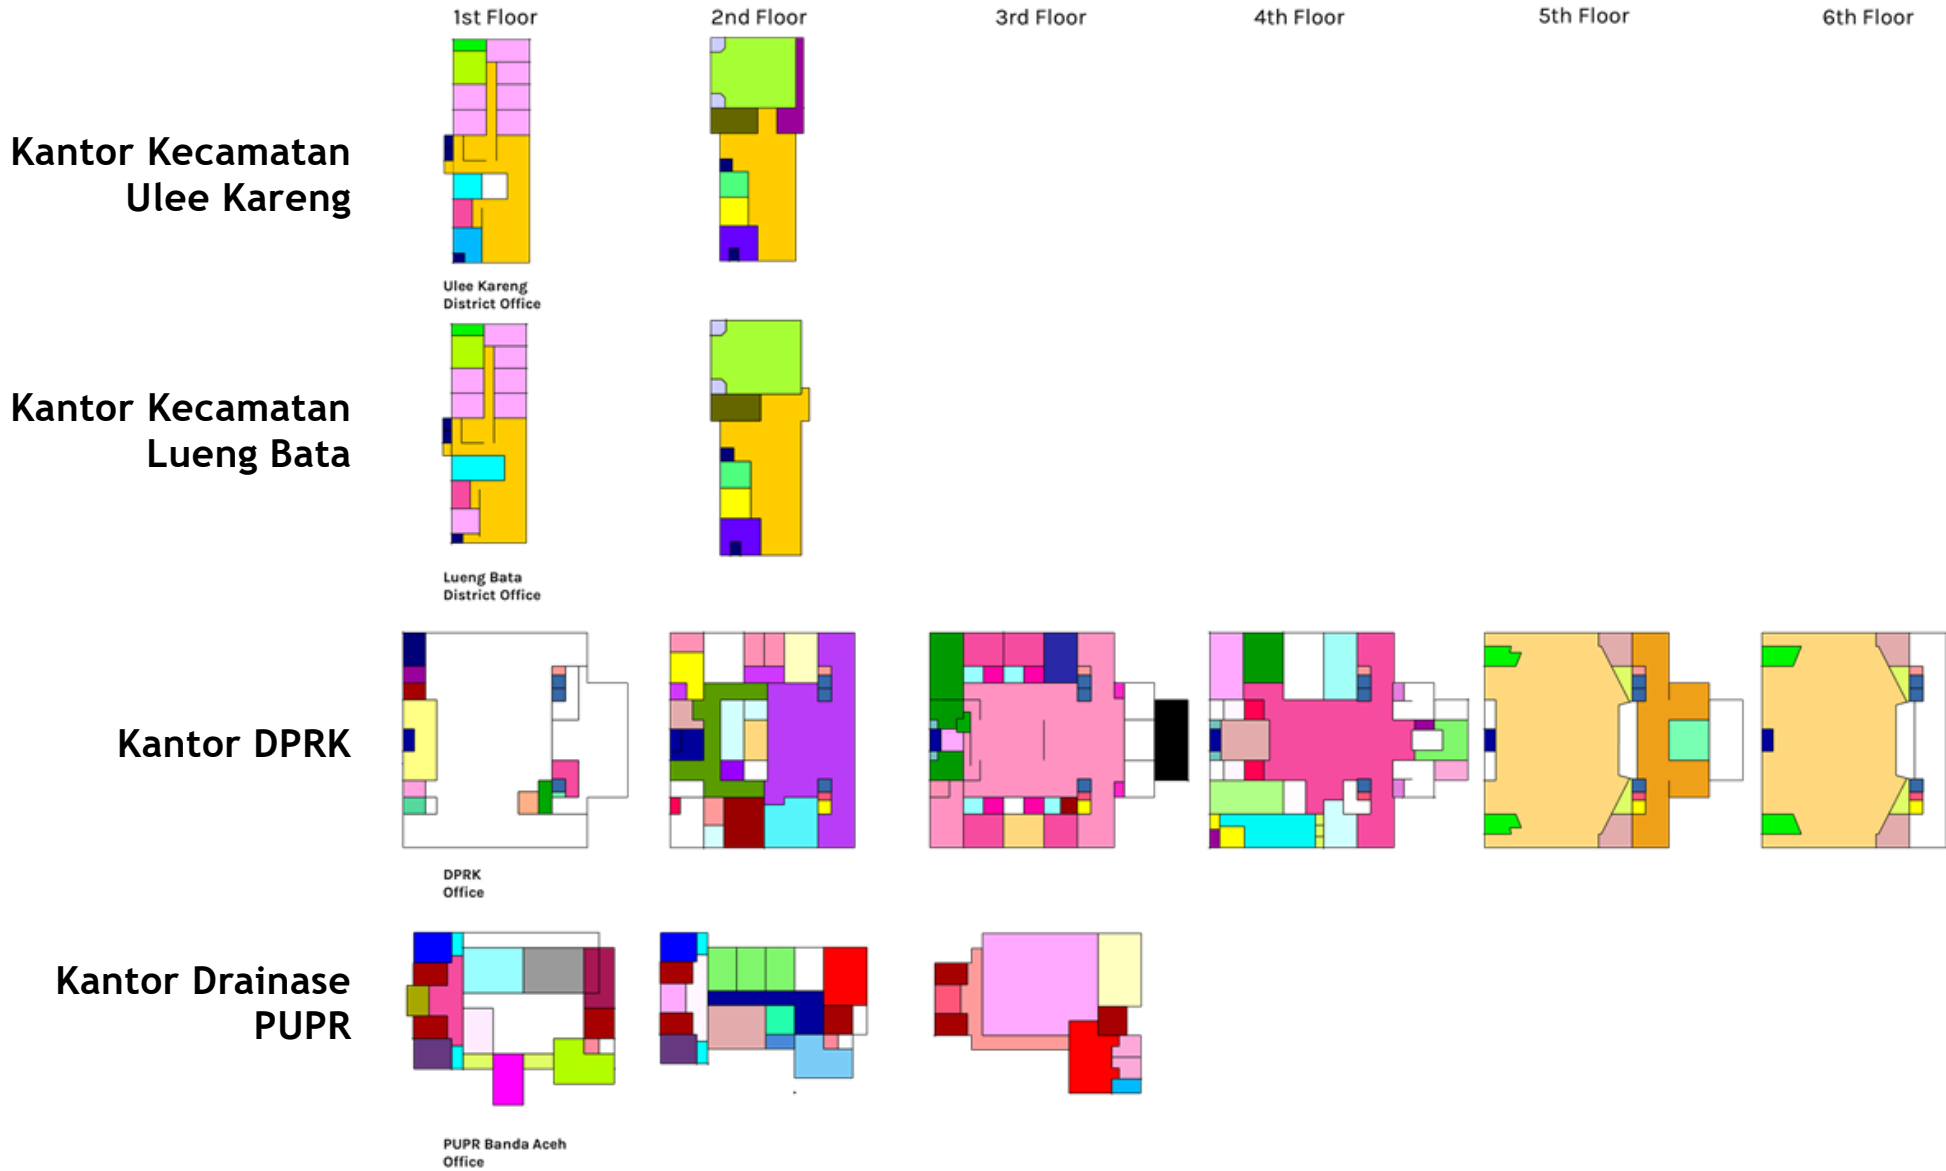 1st Floor
2nd Floor
3rd Floor
4th Floor
5th Floor
6th Floor
Kantor Kecamatan
Ulee Kareng
Ulee Kareng
District Office
Kantor Kecamatan
Lueng Bata
Lueng Bata
District Office
Kantor DPRK
DPRK
Office
Kantor Drainase
PUPR
PUPR Banda Aceh
Office